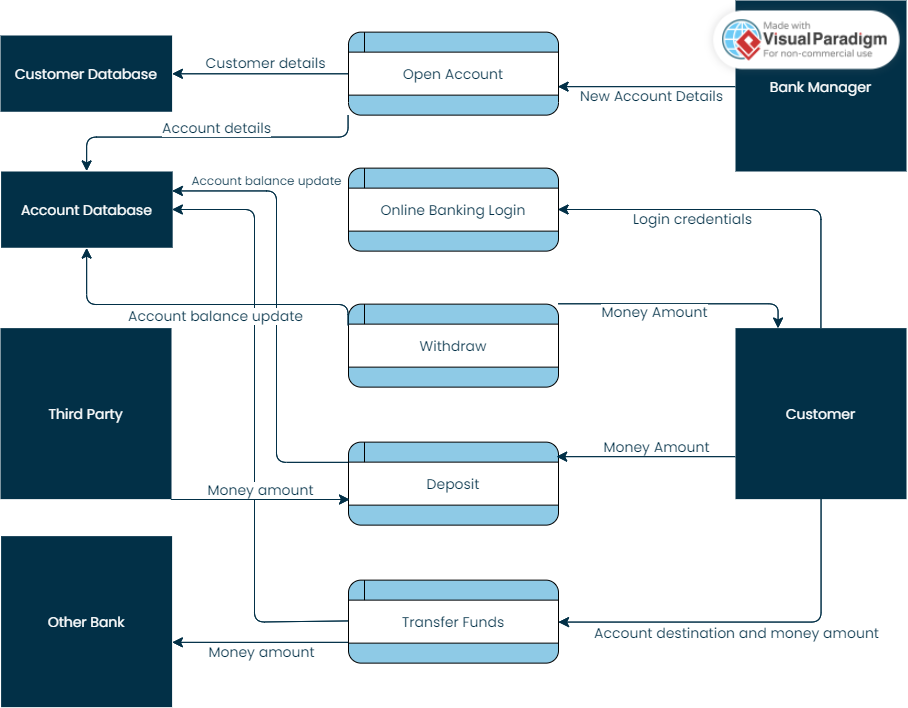 Made with
Visual Paradigm
For non-commercial use
Customer Database
Customer details
Open Account
New Account Details
Bank Manager
Account details
Account Database
Account balance update
Online Banking Login
Login credentials
Account balance update
Withdraw
Money Amount
Third Party
Customer
Money Amount
Money amount
Deposit
Other Bank
Transfer Funds
Account destination and money amount
Money amount